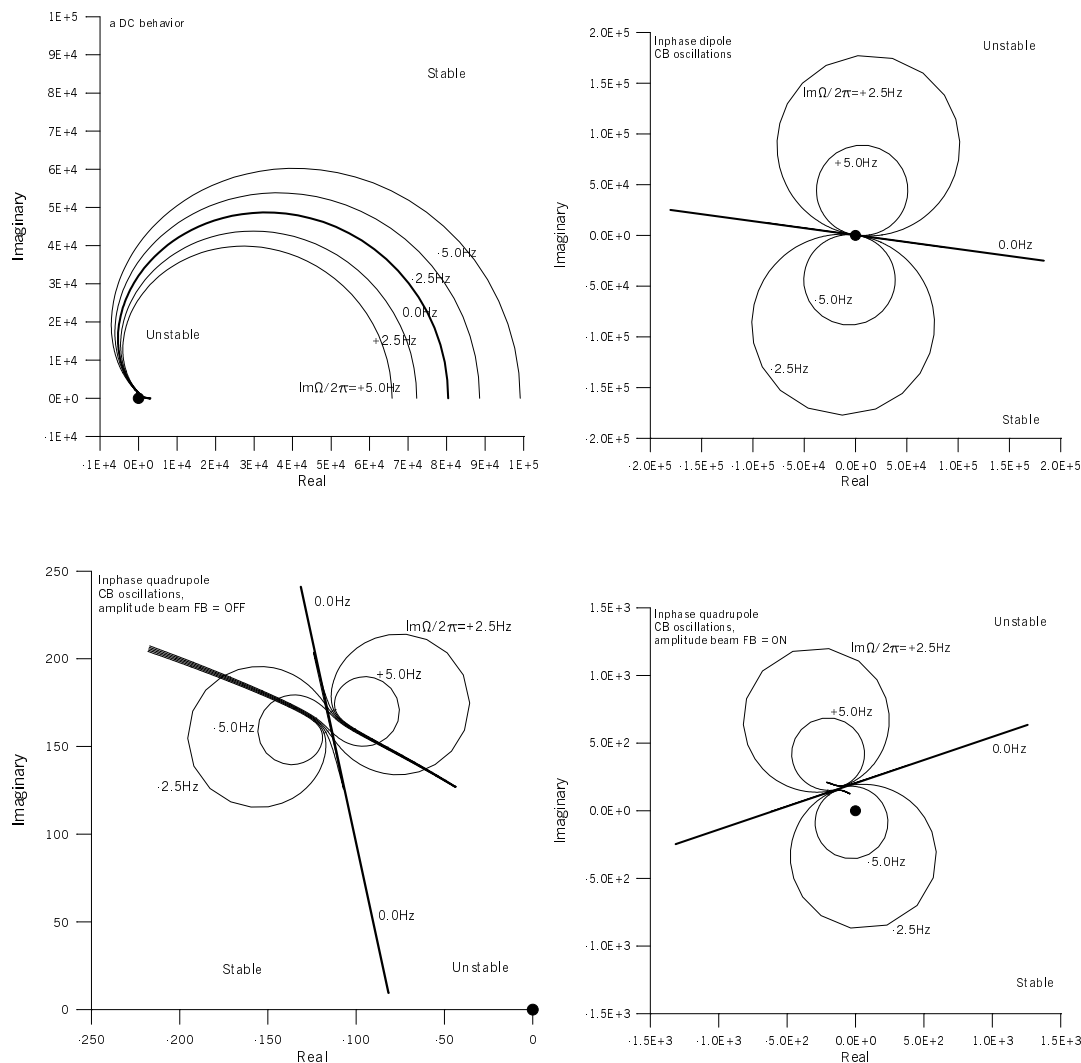 1E+5
a DC behavior
9E+4
Stable
8E+4
7E+4
6E+4
5E+4
4E+4
-5.0Hz
3E+4
-2.5Hz
0.0Hz
2E+4
Unstable
+2.5Hz
1E+4
ImΩ/2π=+5.0Hz
0E+0
-1E+4
Imaginary
-1E+4 0E+0 1E+4 2E+4 3E+4 4E+4 5E+4 6E+4 7E+4 8E+4 9E+4 1E+5
Real
2.0E+5
Inphase dipole
CB oscillations
Unstable
1.5E+5
ImΩ/2π=+2.5Hz
1.0E+5
+5.0Hz
5.0E+4
0.0E+0
0.0Hz
-5.0E+4
-5.0Hz
-1.0E+5
-2.5Hz
-1.5E+5
Stable
-2.0E+5
Imaginary
-2.0E+5 -1.5E+5 -1.0E+5 -5.0E+4 0.0E+0 5.0E+4 1.0E+5 1.5E+5 2.0E+5
Real
250
Inphase quadrupole
CB oscillations,
amplitude beam FB = OFF
0.0Hz
ImΩ/2π=+2.5Hz
200
+5.0Hz
-5.0Hz
150
-2.5Hz
100
0.0Hz
50
Stable
Unstable
0
Imaginary
-250 -200 -150 -100 -50 0
Real
1.5E+3
Inphase quadrupole
CB oscillations,
amplitude beam FB = ON
Unstable
ImΩ/2π=+2.5Hz
1.0E+3
+5.0Hz
5.0E+2
0.0Hz
0.0E+0
-5.0Hz
-5.0E+2
-2.5Hz
-1.0E+3
Stable
-1.5E+3
Imaginary
-1.5E+3 -1.0E+3 -5.0E+2 0.0E+0 5.0E+2 1.0E+3 1.5E+3
Real